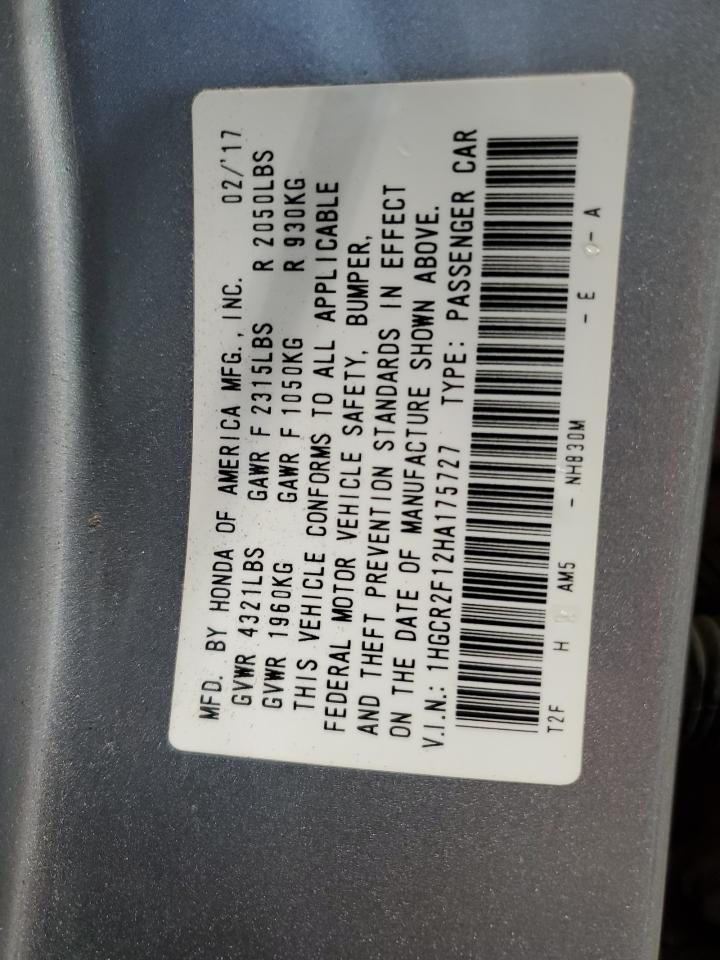 MFD. BY HONDA OF AMERICA MFG., INC. 02/'17
GVWR 4321LBS GAWR F 2315LBS R 2050LBS
GVWR 1960KG GAWR F 1050KG R 930KG
THIS VEHICLE CONFORMS TO ALL APPLICABLE
FEDERAL MOTOR VEHICLE SAFETY, BUMPER,
AND THEFT PREVENTION STANDARDS IN EFFECT
ON THE DATE OF MANUFACTURE SHOWN ABOVE.
V.I.N.: 1HGCR2F12HA175727 TYPE: PASSENGER CAR
T2F H AM5 - NH830M - E - A